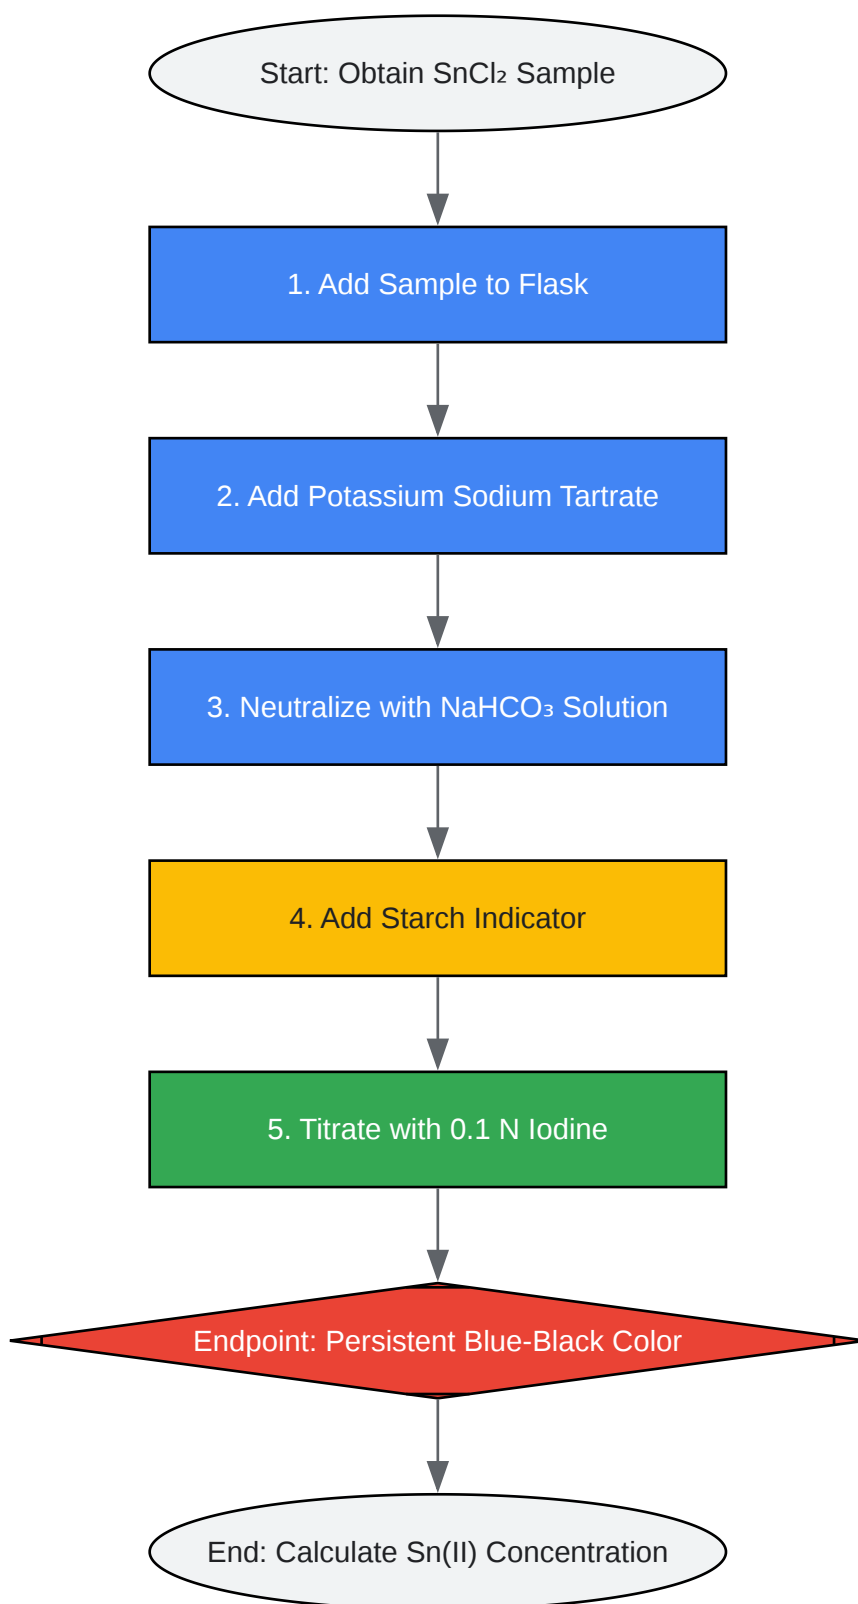 Start: Obtain SnCl₂ Sample
1. Add Sample to Flask
2. Add Potassium Sodium Tartrate
3. Neutralize with NaHCO₃ Solution
4. Add Starch Indicator
5. Titrate with 0.1 N Iodine
Endpoint: Persistent Blue-Black Color
End: Calculate Sn(II) Concentration